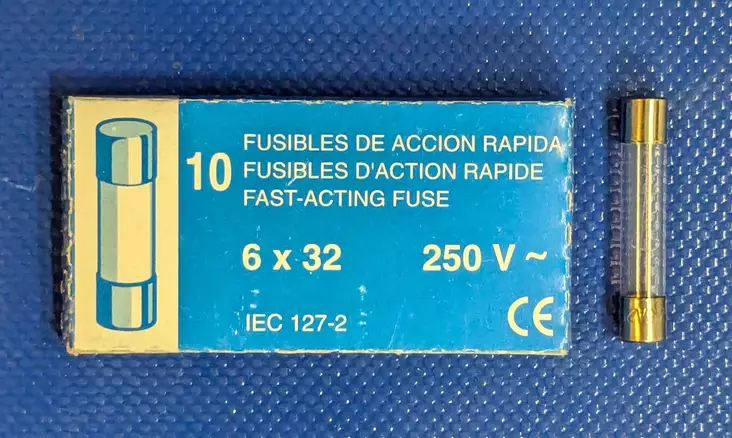 10
FUSIBLES DE ACCION RAPIDA
FUSIBLES D'ACTION RAPIDE
FAST-ACTING FUSE
6 x 32 250 V ~
IEC 127-2 CE